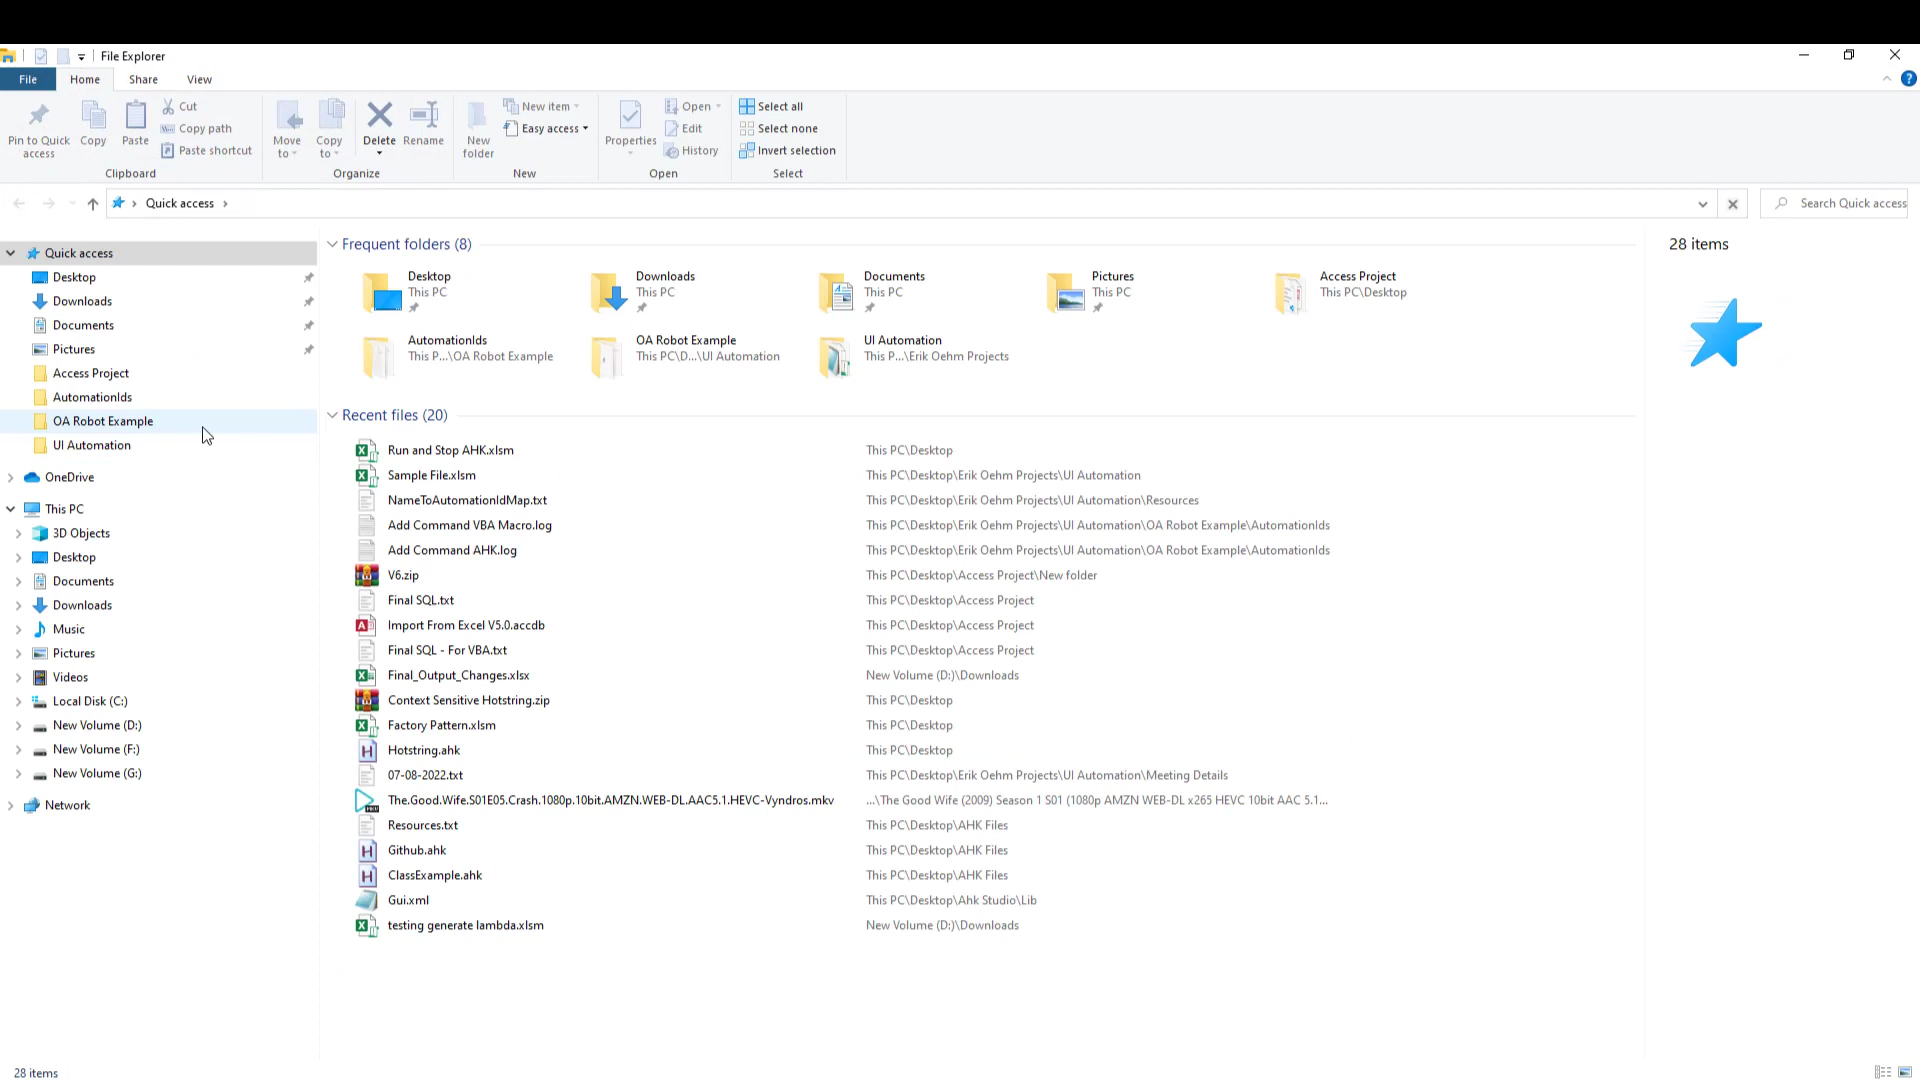 File Explorer
File Home Share View
Pin to Quick access
Copy
Paste
Cut
Copy path
Paste shortcut
Clipboard
Move to
Copy to
Delete
Rename
Organize
New folder
New item
Easy access
New
Properties
Open
Edit
History
Open
Select all
Select none
Invert selection
Select
Quick access
Search Quick access
Quick access
Desktop
Downloads
Documents
Pictures
Access Project
AutomationIds
OA Robot Example
UI Automation
OneDrive
This PC
3D Objects
Desktop
Documents
Downloads
Music
Pictures
Videos
Local Disk (C:)
New Volume (D:)
New Volume (F:)
New Volume (G:)
Network
Frequent folders (8)
Desktop
This PC
Downloads
This PC
Documents
This PC
Pictures
This PC
Access Project
This PC\Desktop
AutomationIds
This P...\OA Robot Example
OA Robot Example
This PC\D...\UI Automation
UI Automation
This P...\Erik Oehm Projects
Recent files (20)
Run and Stop AHK.xlsm This PC\Desktop
Sample File.xlsm This PC\Desktop\Erik Oehm Projects\UI Automation
NameToAutomationIdMap.txt This PC\Desktop\Erik Oehm Projects\UI Automation\Resources
Add Command VBA Macro.log This PC\Desktop\Erik Oehm Projects\UI Automation\OA Robot Example\AutomationIds
Add Command AHK.log This PC\Desktop\Erik Oehm Projects\UI Automation\OA Robot Example\AutomationIds
V6.zip This PC\Desktop\Access Project\New folder
Final SQL.txt This PC\Desktop\Access Project
Import From Excel V5.0.accdb This PC\Desktop\Access Project
Final SQL - For VBA.txt This PC\Desktop\Access Project
Final_Output_Changes.xlsx New Volume (D:)\Downloads
Context Sensitive Hotstring.zip This PC\Desktop
Factory Pattern.xlsm This PC\Desktop
Hotstring.ahk This PC\Desktop
07-08-2022.txt This PC\Desktop\Erik Oehm Projects\UI Automation\Meeting Details
The.Good.Wife.S01E05.Crash.1080p.10bit.AMZN.WEB-DL.AAC5.1.HEVC-Vyndros.mkv ...\The Good Wife (2009) Season 1 S01 (1080p AMZN WEB-DL x265 HEVC 10bit AAC 5.1...
Resources.txt This PC\Desktop\AHK Files
Github.ahk This PC\Desktop\AHK Files
ClassExample.ahk This PC\Desktop\AHK Files
Gui.xml This PC\Desktop\Ahk Studio\Lib
testing generate lambda.xlsm New Volume (D:)\Downloads
28 items
28 items